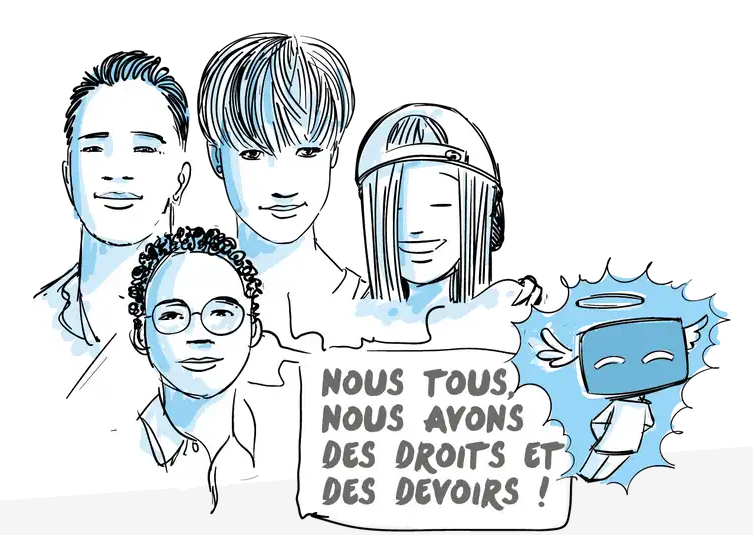 NOUS TOUS,
NOUS AVONS
DES DROITS ET
DES DEVOIRS !